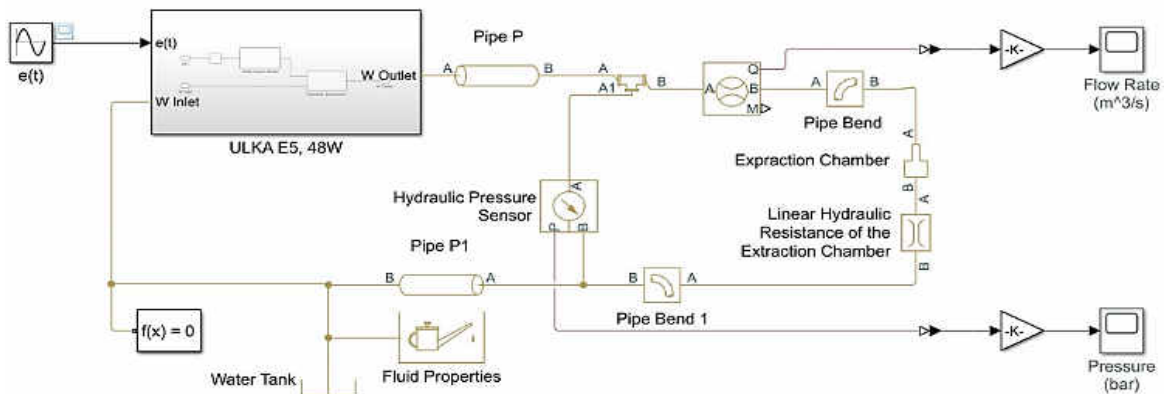 Pipe P
e(t)
W Outlet
A
B
A
A1
B
A
Q
B
M
A
B
-K-
e(t)
W Inlet
ULKA E5, 48W
Pipe Bend
Flow Rate
(m^3/s)
A
Expraction Chamber
B
A
Hydraulic Pressure
Sensor
A
P
B
Linear Hydraulic
Resistance of the
Extraction Chamber
B
Pipe P1
B
A
B
A
Pipe Bend 1
f(x) = 0
-K-
Water Tank
Fluid Properties
Pressure
(bar)